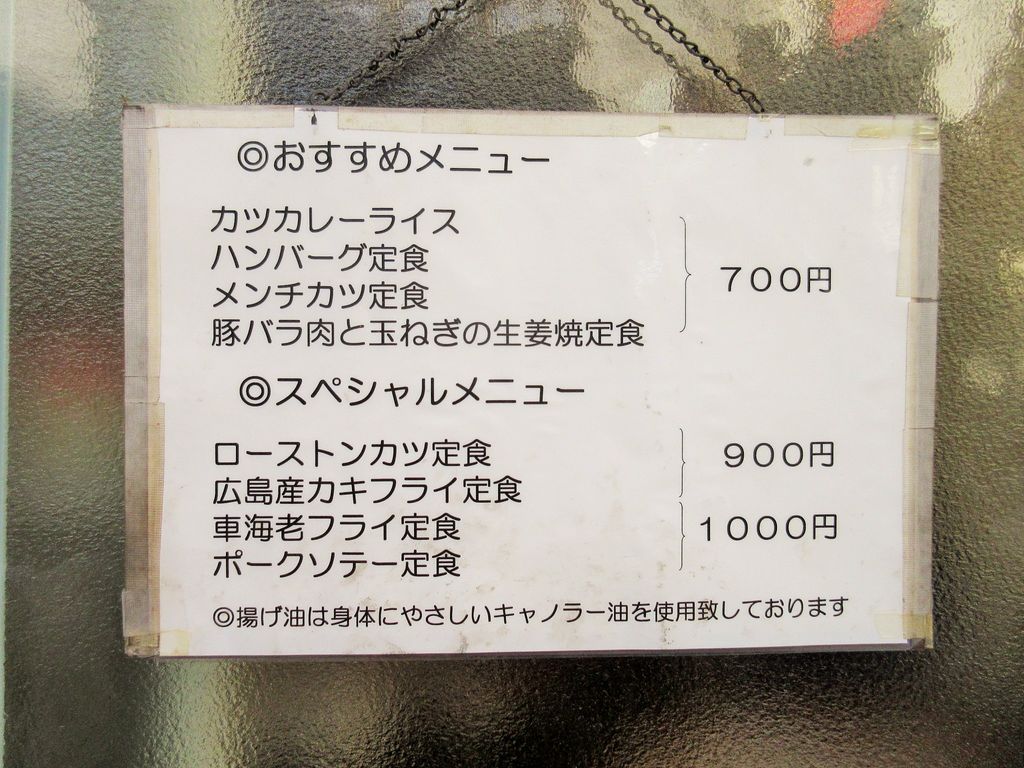 ◎おすすめメニュー
カツカレーライス
ハンバーグ定食
メンチカツ定食
700円
豚バラ肉と玉ねぎの生姜焼定食
◎スペシャルメニュー
ローストンカツ定食
900円
広島産カキフライ定食
車海老フライ定食
1000円
ポークソテー定食
◎揚げ油は身体にやさしいキャノラー油を使用致しております